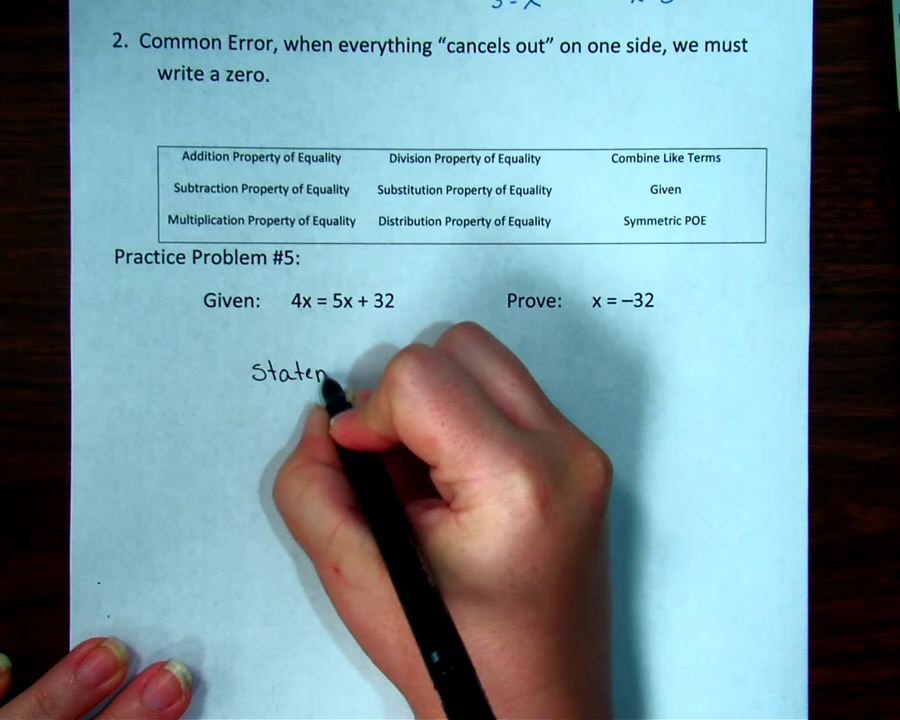 2. Common Error, when everything “cancels out” on one side, we must
write a zero.
Addition Property of Equality Division Property of Equality Combine Like Terms
Subtraction Property of Equality Substitution Property of Equality Given
Multiplication Property of Equality Distribution Property of Equality Symmetric POE
Practice Problem #5:
Given: 4x = 5x + 32 Prove: x = –32
Statem